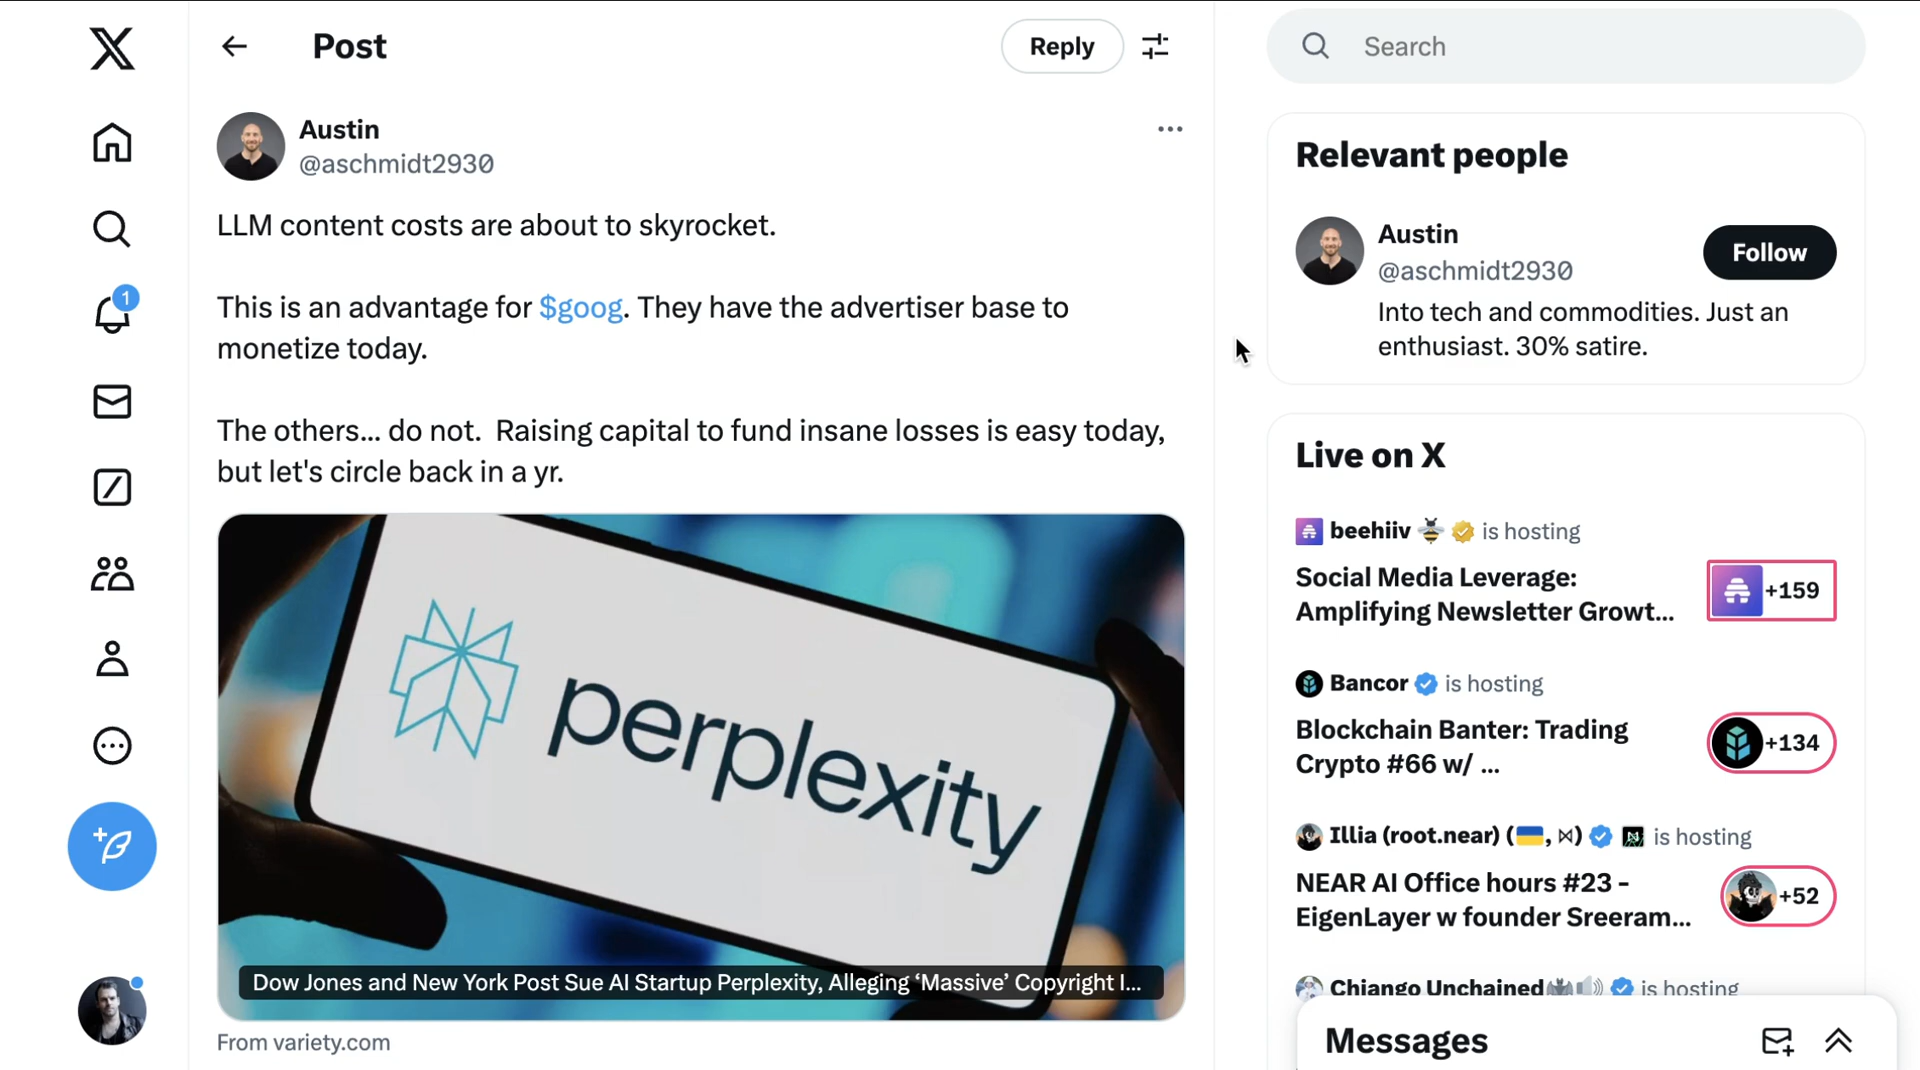 Post
Reply
Search
Austin
@aschmidt2930
LLM content costs are about to skyrocket.
This is an advantage for $goog. They have the advertiser base to
monetize today.
The others... do not.  Raising capital to fund insane losses is easy today,
but let's circle back in a yr.
perplexity
Dow Jones and New York Post Sue AI Startup Perplexity, Alleging ‘Massive’ Copyright I...
From variety.com
1
Relevant people
Austin
@aschmidt2930
Follow
Into tech and commodities. Just an
enthusiast. 30% satire.
Live on X
beehiiv 🐝 is hosting
Social Media Leverage:
Amplifying Newsletter Growt...
+159
Bancor is hosting
Blockchain Banter: Trading
Crypto #66 w/ ...
+134
Illia (root.near) (🇺🇦, ⋈) is hosting
NEAR AI Office hours #23 -
EigenLayer w founder Sreeram...
+52
Chiango Unchained🦇🔊 is hosting
Messages